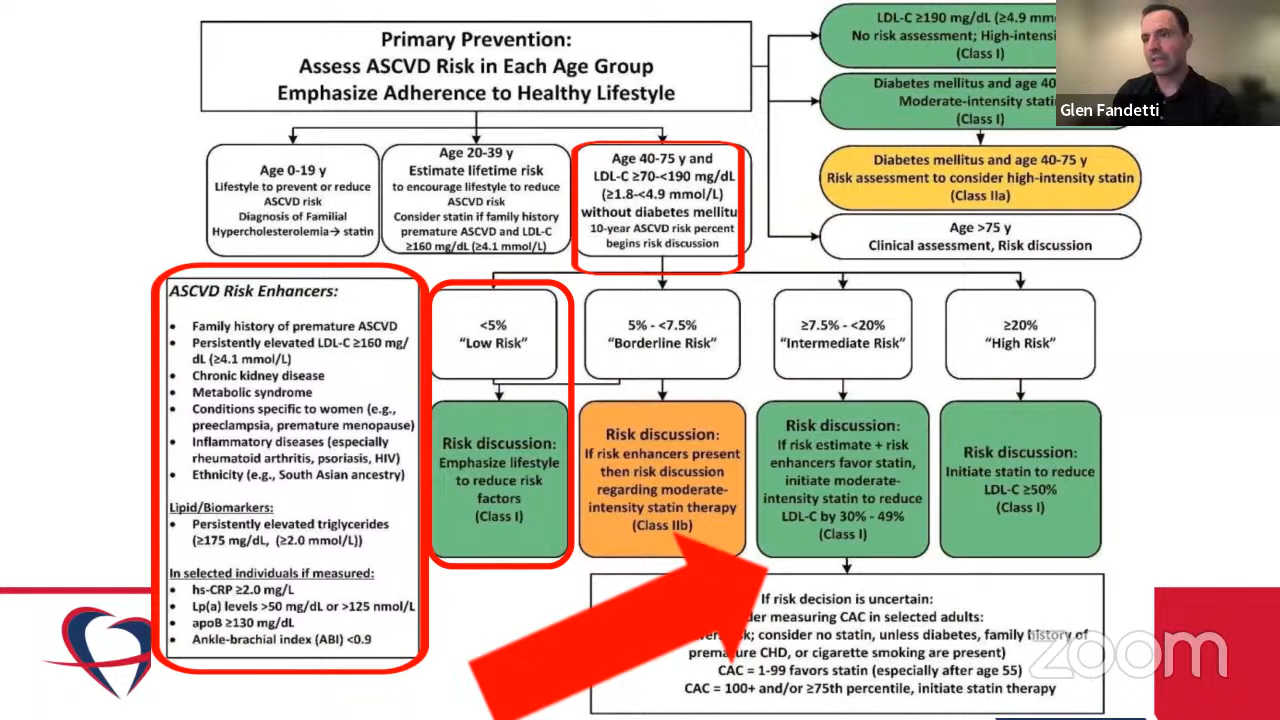 Primary Prevention:
Assess ASCVD Risk in Each Age Group
Emphasize Adherence to Healthy Lifestyle
LDL-C ≥190 mg/dL (≥4.9
No risk assessment;
(Class I)
Diabetes mellitus and age 40
Moderate-intensity
(Class I)
Glen Fandetti
Diabetes mellitus and age 40-75 y
Risk assessment to consider high-intensity statin
(Class IIa)
Age >75 y
Clinical assessment, Risk discussion
Age 0-19 y
Lifestyle to prevent or reduce
ASCVD risk
Diagnosis of Familial
Hypercholesterolemia→ statin
Age 20-39 y
Estimate lifetime risk
to encourage lifestyle to reduce
ASCVD risk
Consider statin if family history
premature ASCVD and LDL-C
≥160 mg/dL (≥4.1 mmol/L)
Age 40-75 y and
LDL-C ≥70-<190 mg/dL
(≥1.8-<4.9 mmol/L)
without diabetes
10-year ASCVD risk percent
begins risk discussion
ASCVD Risk Enhancers:
• Family history of premature ASCVD
• Persistently elevated LDL-C ≥160 mg/
dL (≥4.1 mmol/L)
• Chronic kidney disease
• Metabolic syndrome
• Conditions specific to women (e.g.,
preeclampsia, premature menopause)
• Inflammatory diseases (especially
rheumatoid arthritis, psoriasis, HIV)
• Ethnicity (e.g., South Asian ancestry)
Lipid/Biomarkers:
• Persistently elevated triglycerides
(≥175 mg/dL, (≥2.0 mmol/L))
In selected individuals if measured:
• hs-CRP ≥2.0 mg/L
• Lp(a) levels >50 mg/dL or >125 nmol/L
• apoB ≥130 mg/dL
• Ankle-brachial index (ABI) <0.9
<5%
“Low Risk”
5% - <7.5%
“Borderline Risk”
≥7.5% - <20%
“Intermediate Risk”
≥20%
“High Risk”
Risk discussion:
Emphasize lifestyle
to reduce risk
factors
(Class I)
Risk discussion:
If risk enhancers present
then risk discussion
regarding moderate-
intensity statin therapy
(Class IIb)
Risk discussion:
If risk estimate + risk
enhancers favor statin,
initiate moderate-
intensity statin to reduce
LDL-C by 30% - 49%
(Class I)
Risk discussion:
Initiate statin to reduce
LDL-C ≥50%
(Class I)
If risk decision is uncertain:
measuring CAC in selected adults:
consider no statin, unless diabetes, family history of
CHD, or cigarette smoking are present)
CAC = 1-99 favors statin (especially after age 55)
CAC = 100+ and/or ≥75th percentile, initiate statin therapy
zoom